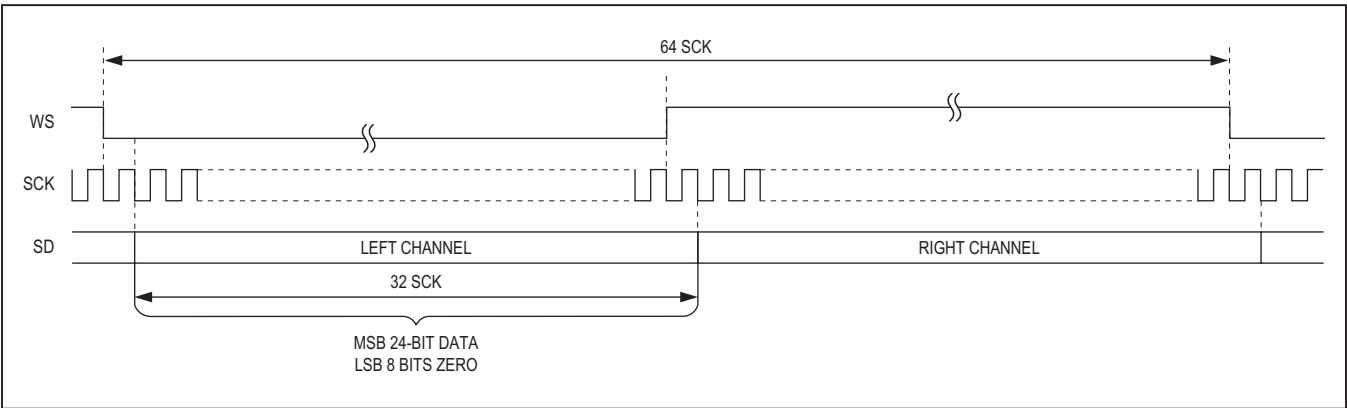 64 SCK
WS
SCK
SD
LEFT CHANNEL
RIGHT CHANNEL
32 SCK
MSB 24-BIT DATA
LSB 8 BITS ZERO